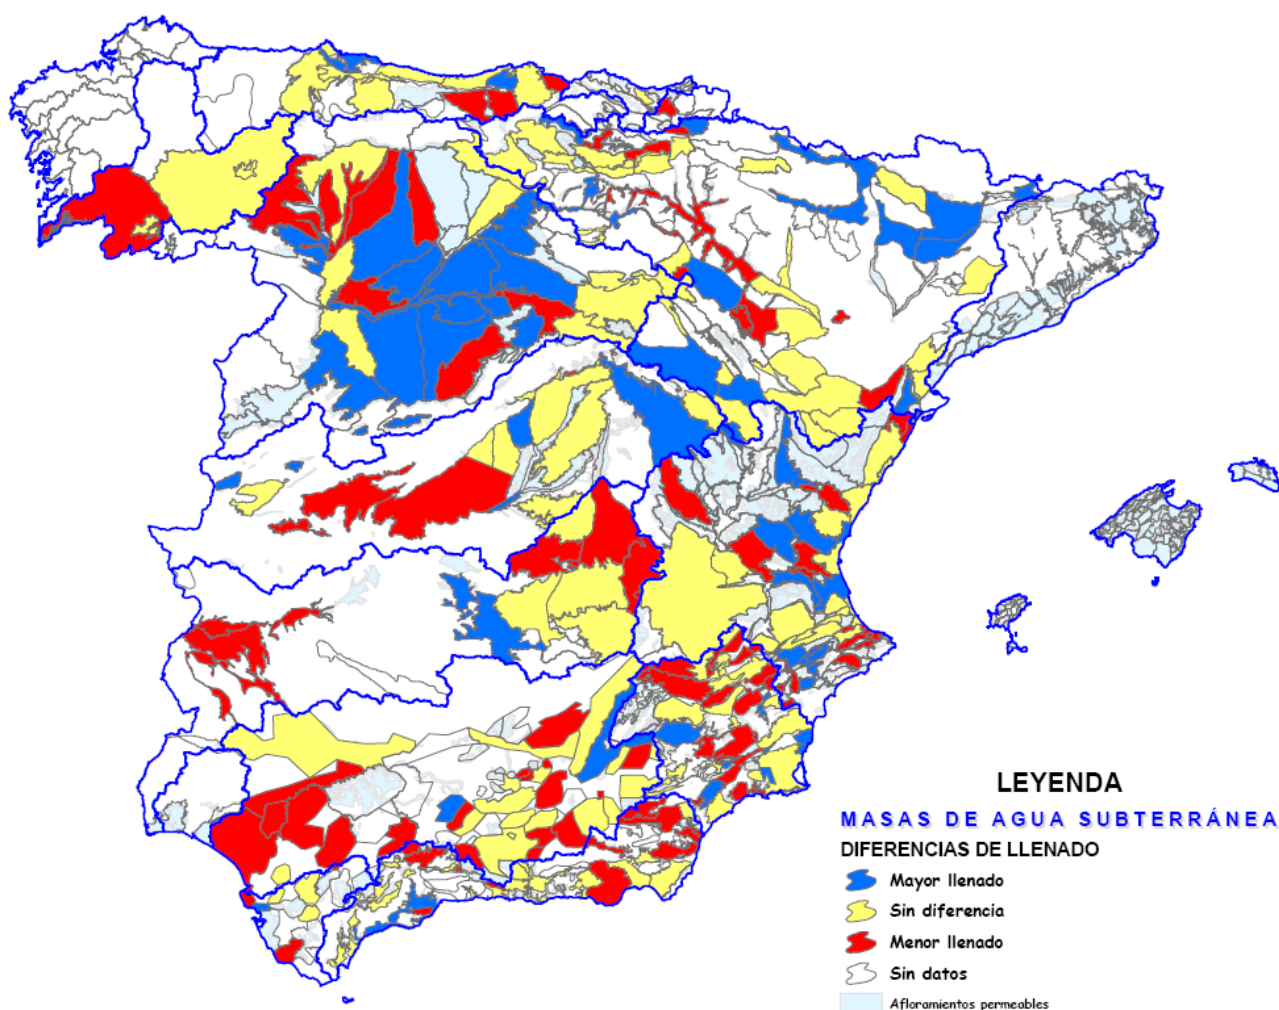 LEYENDA
MASAS DE AGUA SUBTERRÁNEA
DIFERENCIAS DE LLENADO
Mayor llenado
Sin diferencia
Menor llenado
Sin datos
Afloramientos permeables